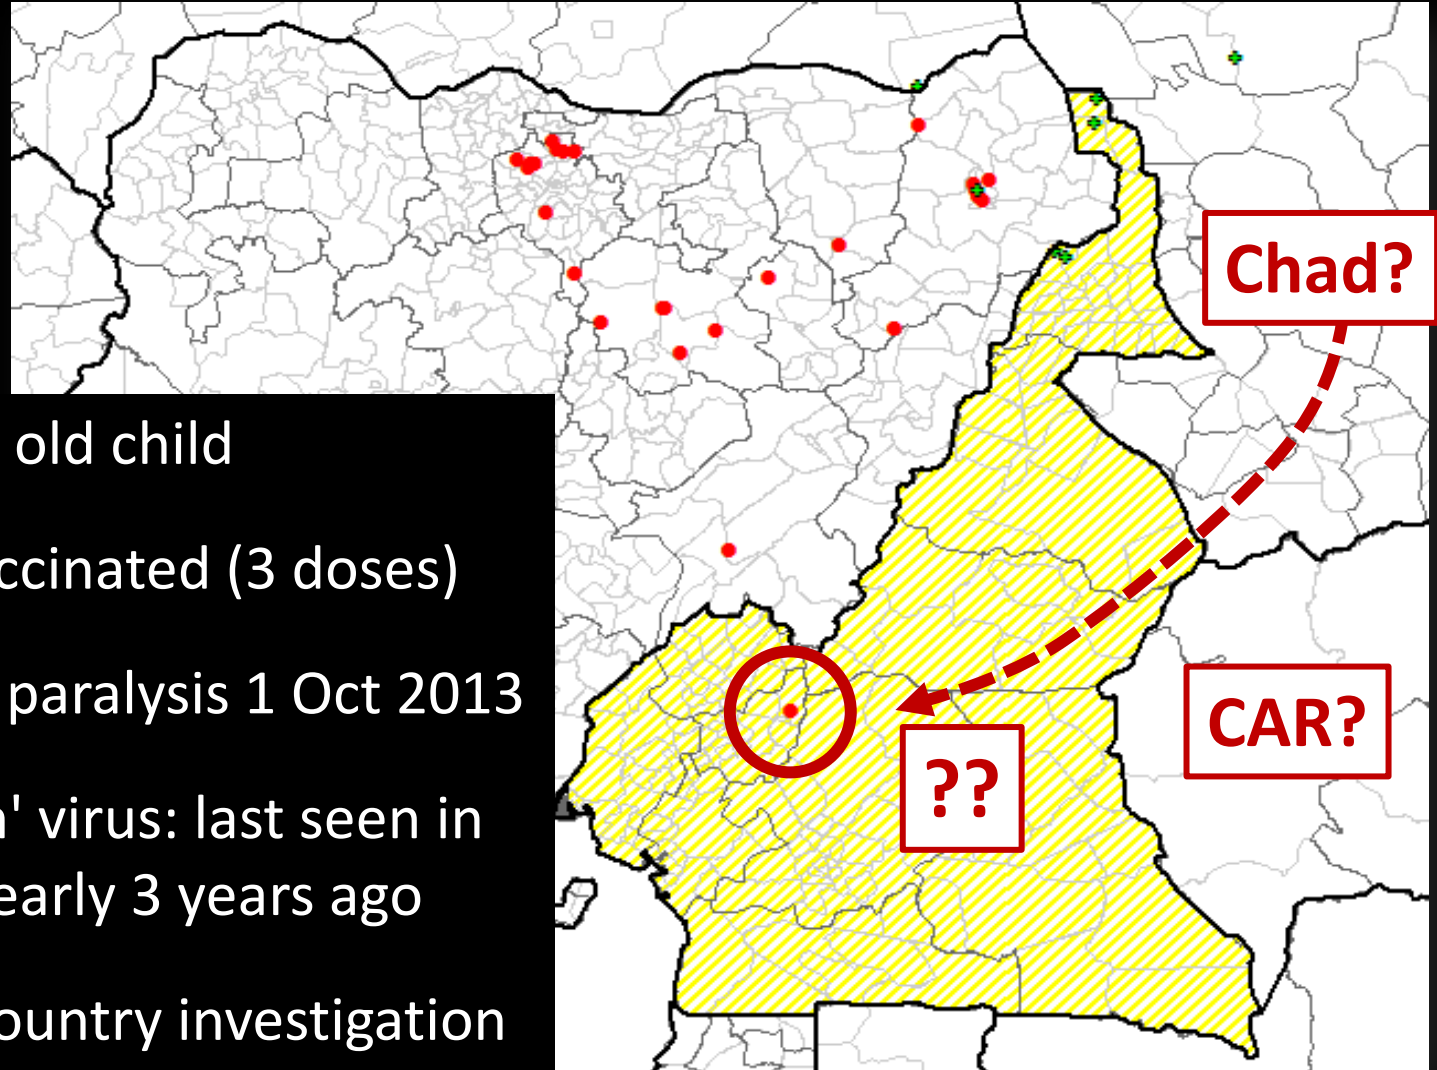 old child
ccinated (3 doses)
paralysis 1 Oct 2013
' virus: last seen in
early 3 years ago
ountry investigation
Chad?
CAR?
??